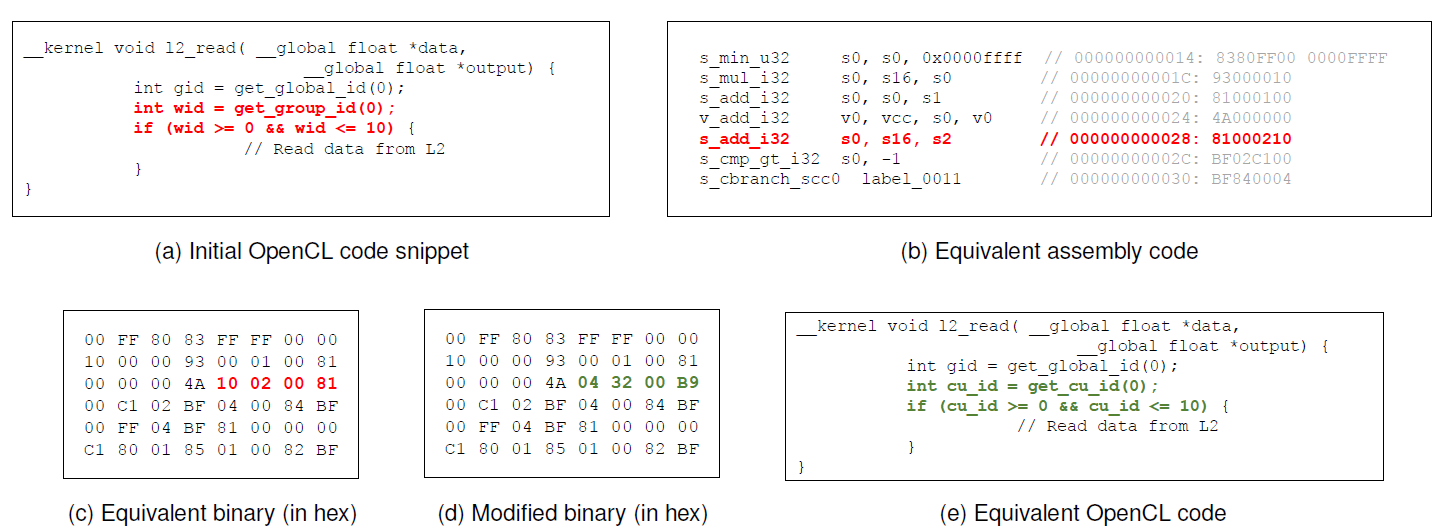 __kernel void l2_read( __global float *data,
__global float *output) {
int gid = get_global_id(0);
int wid = get_group_id(0);
if (wid >= 0 && wid <= 10) {
// Read data from L2
}
}
(a) Initial OpenCL code snippet
s_min_u32 s0, s0, 0x0000ffff // 000000000014: 8380FF00 0000FFFF
s_mul_i32 s0, s16, s0 // 00000000001C: 93000010
s_add_i32 s0, s0, s1 // 000000000020: 81000100
v_add_i32 v0, vcc, s0, v0 // 000000000024: 4A000000
s_add_i32 s0, s16, s2 // 000000000028: 81000210
s_cmp_gt_i32 s0, -1 // 00000000002C: BF02C100
s_cbranch_scc0 label_0011 // 000000000030: BF840004
(b) Equivalent assembly code
00 FF 80 83 FF FF 00 00
10 00 00 93 00 01 00 81
00 00 00 4A 10 02 00 81
00 C1 02 BF 04 00 84 BF
00 FF 04 BF 81 00 00 00
C1 80 01 85 01 00 82 BF
(c) Equivalent binary (in hex)
00 FF 80 83 FF FF 00 00
10 00 00 93 00 01 00 81
00 00 00 4A 04 32 00 B9
00 C1 02 BF 04 00 84 BF
00 FF 04 BF 81 00 00 00
C1 80 01 85 01 00 82 BF
(d) Modified binary (in hex)
__kernel void l2_read( __global float *data,
__global float *output) {
int gid = get_global_id(0);
int cu_id = get_cu_id(0);
if (cu_id >= 0 && cu_id <= 10) {
// Read data from L2
}
}
(e) Equivalent OpenCL code